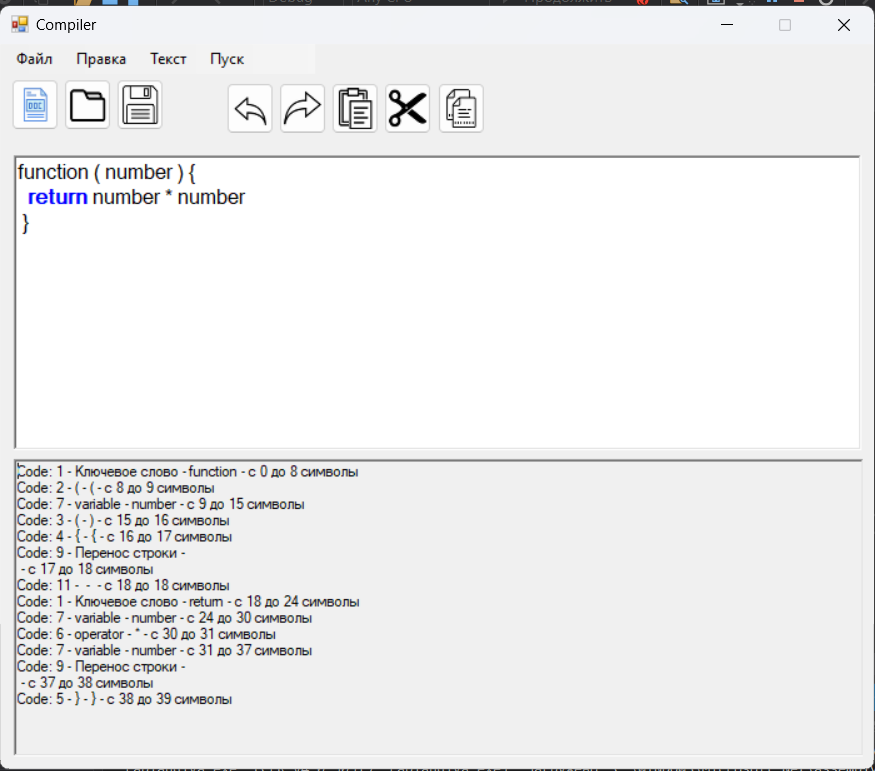 Compiler
Файл Правка Текст Пуск
DOC
function ( number ) {
return number * number
}
Code: 1 - Ключевое слово - function - с 0 до 8 символы
Code: 2 - ( - ( - с 8 до 9 символы
Code: 7 - variable - number - с 9 до 15 символы
Code: 3 - ( - ) - с 15 до 16 символы
Code: 4 - { - { - с 16 до 17 символы
Code: 9 - Перенос строки -
- с 17 до 18 символы
Code: 11 - - - с 18 до 18 символы
Code: 1 - Ключевое слово - return - с 18 до 24 символы
Code: 7 - variable - number - с 24 до 30 символы
Code: 6 - operator - * - с 30 до 31 символы
Code: 7 - variable - number - с 31 до 37 символы
Code: 9 - Перенос строки -
- с 37 до 38 символы
Code: 5 - } - } - с 38 до 39 символы